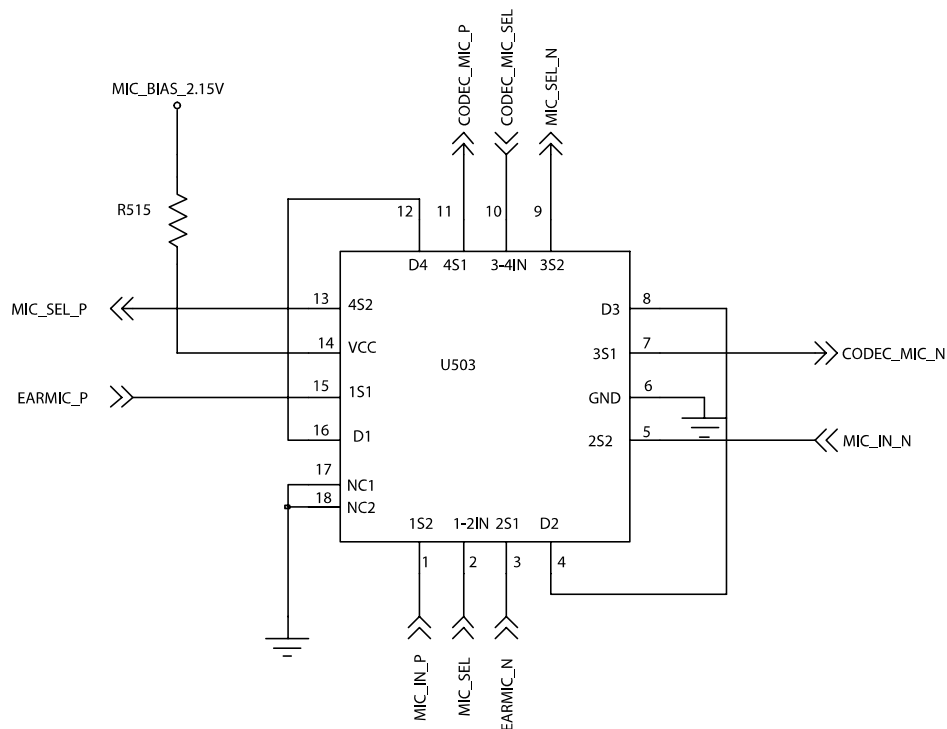 CODEC_MIC_P
CODEC_MIC_SEL
MIC_SEL_N
MIC_BIAS_2.15V
R515
12
11
10
9
D4
4S1
3-4IN
3S2
MIC_SEL_P
13
4S2
D3
8
14
VCC
3S1
7
CODEC_MIC_N
U503
EARMIC_P
15
1S1
GND
6
16
D1
2S2
5
MIC_IN_N
17
NC1
18
NC2
1S2
1-2IN
2S1
D2
1
2
3
4
MIC_IN_P
MIC_SEL
EARMIC_N